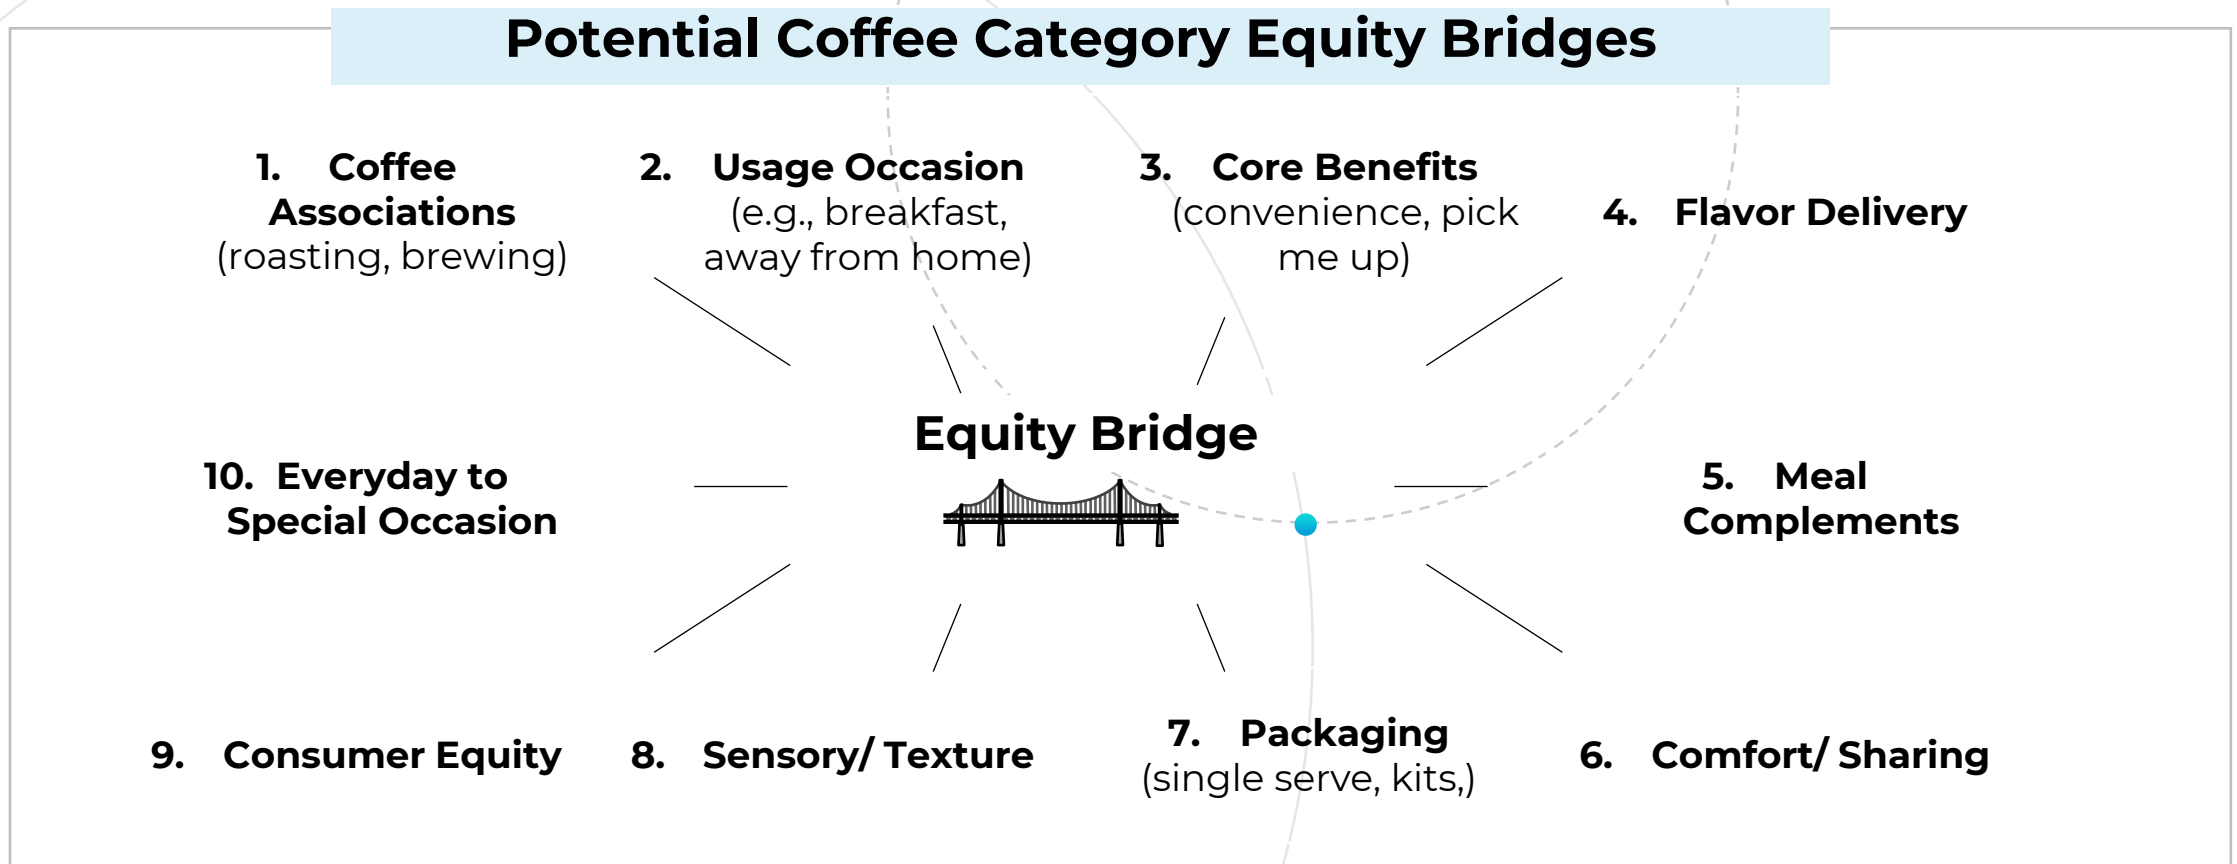 Potential Coffee Category Equity Bridges
1. Coffee
Associations
(roasting, brewing)
2. Usage Occasion
(e.g., breakfast,
away from home)
3. Core Benefits
(convenience, pick
me up)
4. Flavor Delivery
Equity Bridge
10. Everyday to
Special Occasion
5. Meal
Complements
9. Consumer Equity
8. Sensory/ Texture
7. Packaging
(single serve, kits,)
6. Comfort/ Sharing